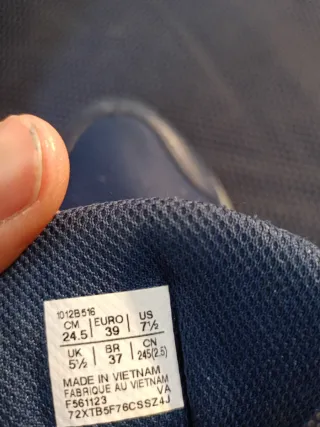 1012B516
CM EURO US
24.5 39 7½
UK BR CN
5½ 37 245(2.5)
MADE IN VIETNAM
FABRIQUE AU VIETNAM
F561123 VA
72XTB5F76CSSZ4J